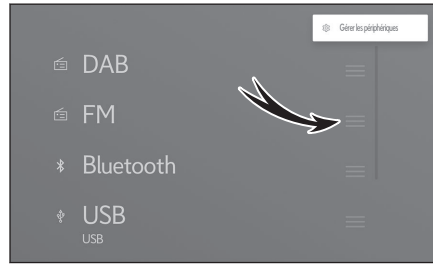 Gérer les périphériques
DAB
FM
Bluetooth
USB
USB